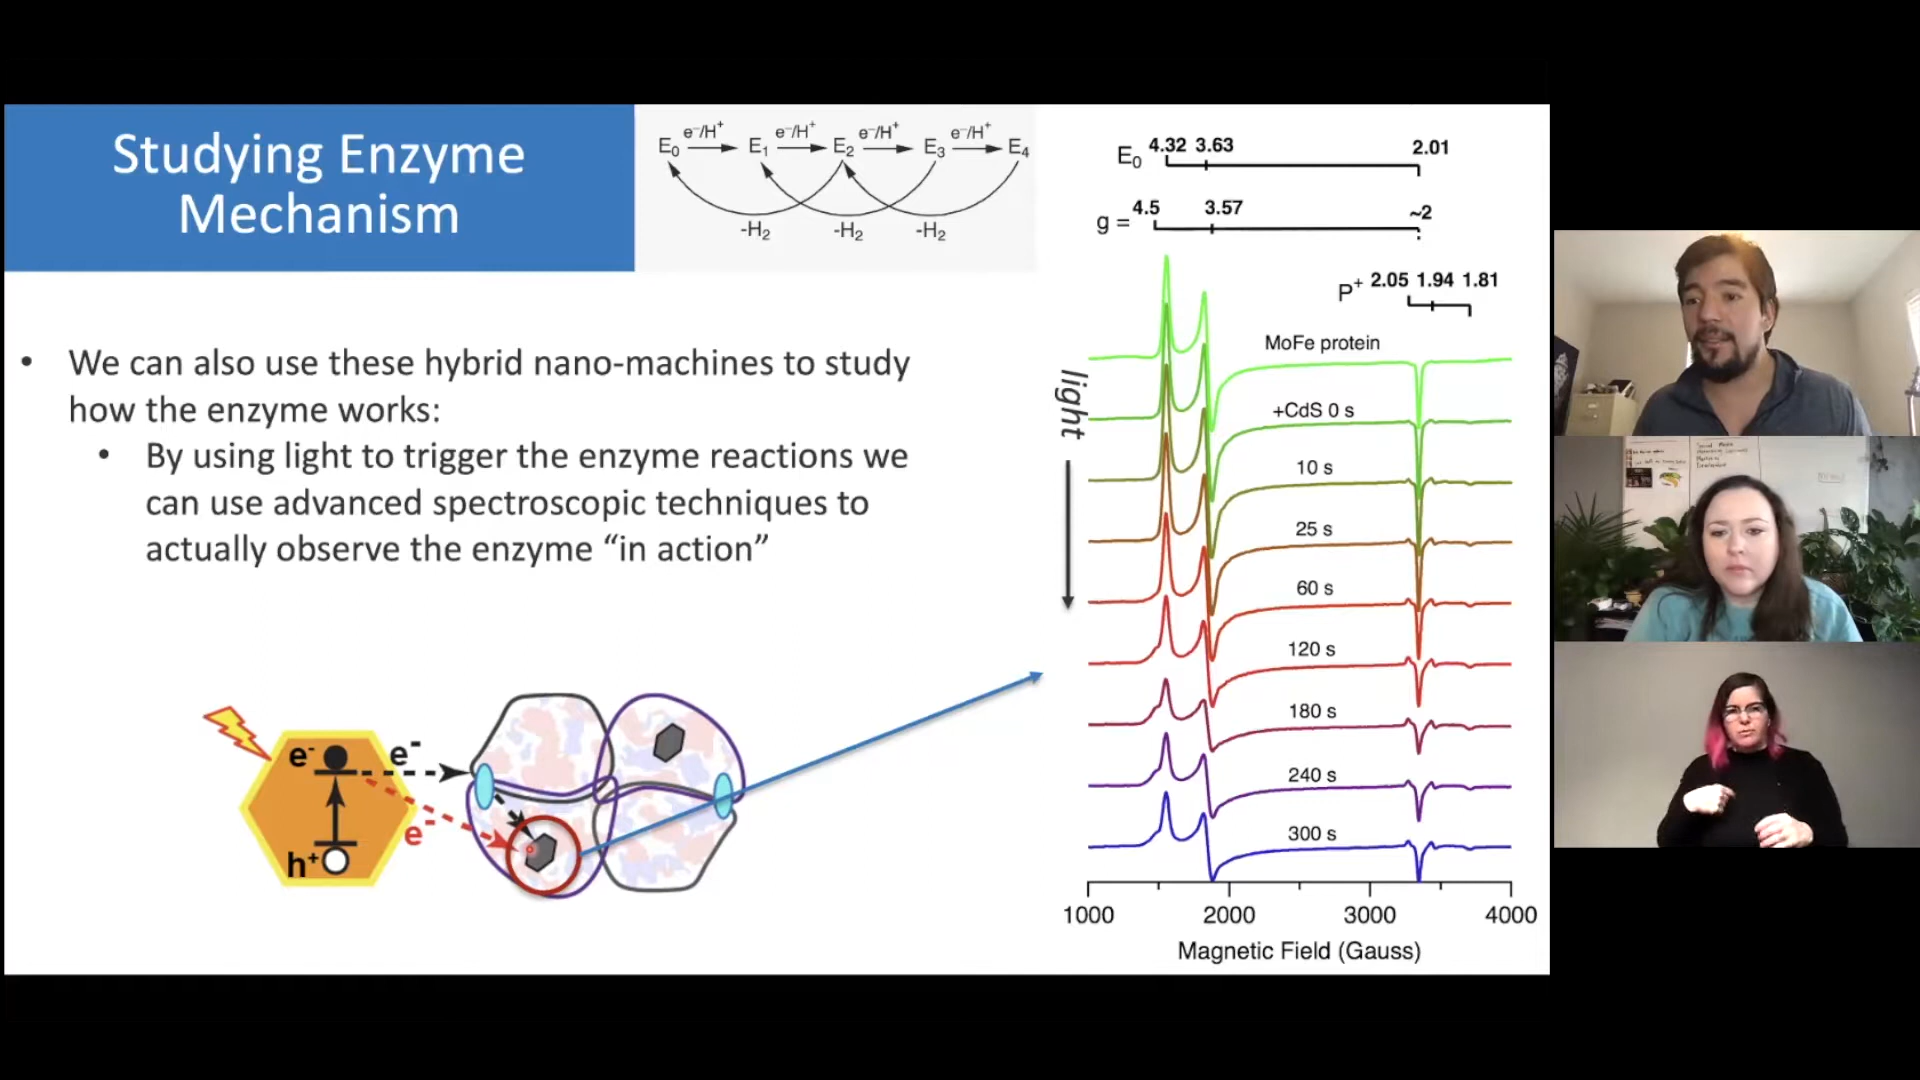 Studying Enzyme
Mechanism
e⁻/H⁺ e⁻/H⁺ e⁻/H⁺ e⁻/H⁺
E₀ E₁ E₂ E₃ E₄
-H₂ -H₂ -H₂
• We can also use these hybrid nano-machines to study
how the enzyme works:
• By using light to trigger the enzyme reactions we
can use advanced spectroscopic techniques to
actually observe the enzyme “in action”
e⁻ e⁻
e⁻
h⁺
E₀ 4.32 3.63 2.01
g = 4.5 3.57 ~2
P⁺ 2.05 1.94 1.81
light
MoFe protein
+CdS 0 s
10 s
25 s
60 s
120 s
180 s
240 s
300 s
1000 2000 3000 4000
Magnetic Field (Gauss)